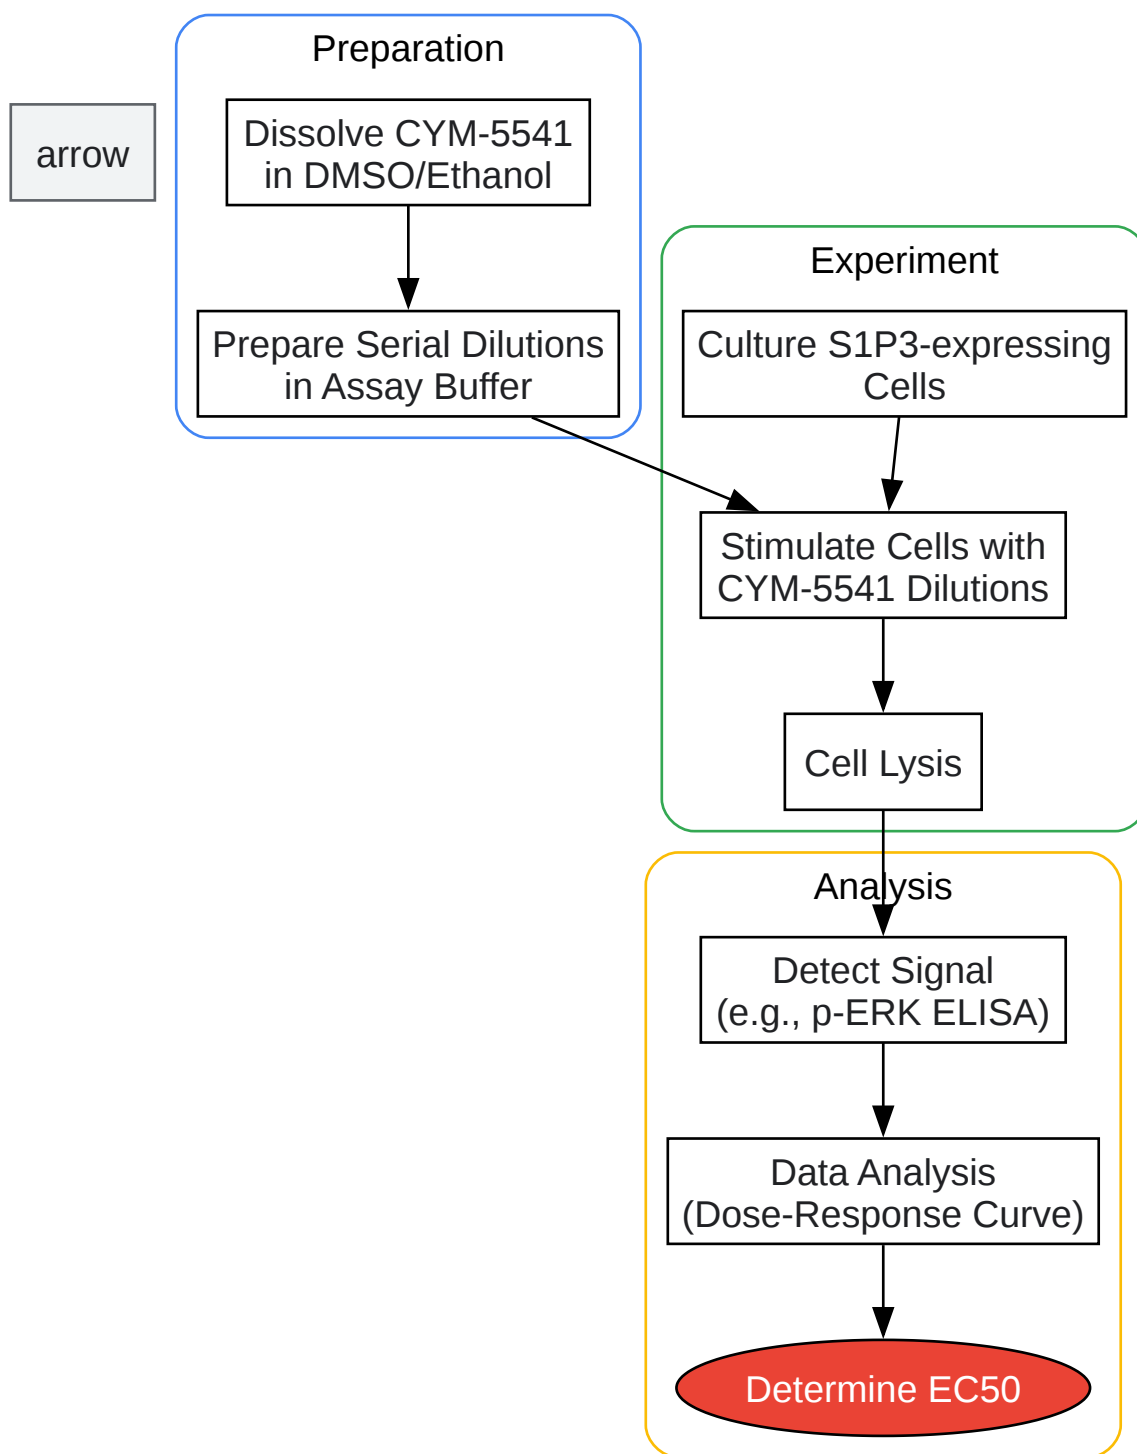 Preparation
arrow
Dissolve CYM-5541
in DMSO/Ethanol
Prepare Serial Dilutions
in Assay Buffer
Experiment
Culture S1P3-expressing
Cells
Stimulate Cells with
CYM-5541 Dilutions
Cell Lysis
Analysis
Detect Signal
(e.g., p-ERK ELISA)
Data Analysis
(Dose-Response Curve)
Determine EC50